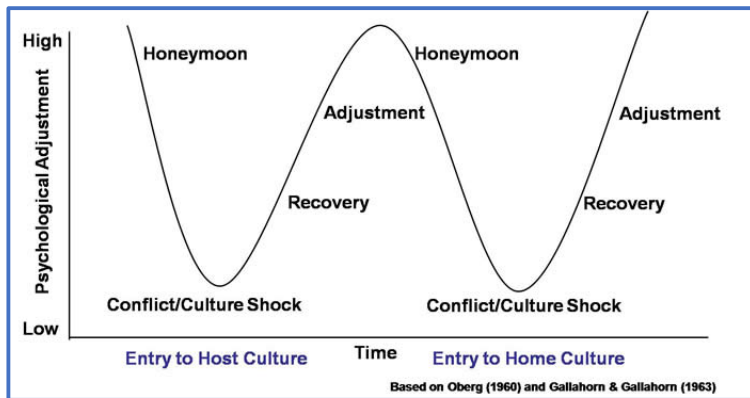 High
Honeymoon
Honeymoon
Psychological Adjustment
Adjustment
Adjustment
Recovery
Recovery
Conflict/Culture Shock
Conflict/Culture Shock
Low
Entry to Host Culture
Time
Entry to Home Culture
Based on Oberg (1960) and Gallahorn & Gallahorn (1963)